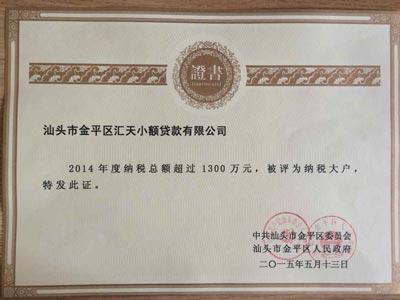 證書
汕头市金平区汇天小额贷款有限公司
2014年度纳税总额超过1300万元，被评为纳税大户，
特发此证。
中共汕头市金平区委员会
汕头市金平区人民政府
二〇一五年五月十三日